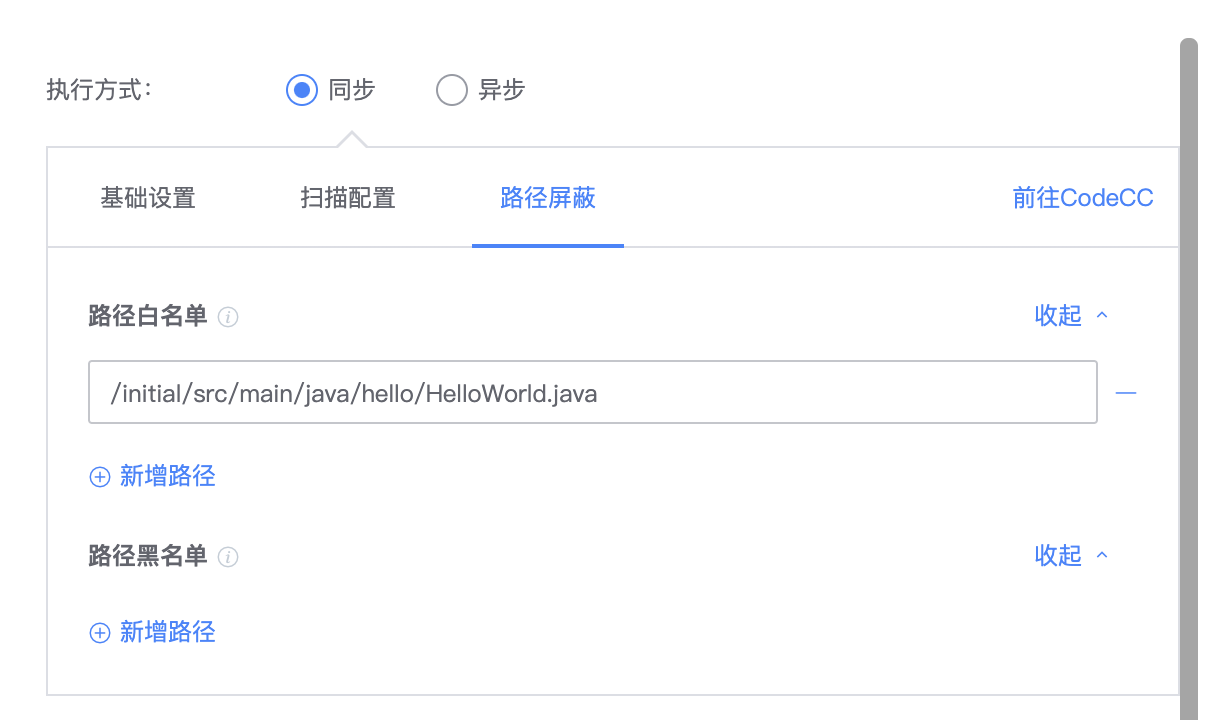 执行方式： 同步 异步
基础设置 扫描配置 路径屏蔽 前往CodeCC
路径白名单 收起
/initial/src/main/java/hello/HelloWorld.java
新增路径
路径黑名单 收起
新增路径